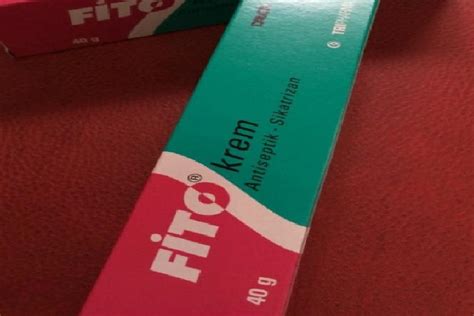 FiTO
40 g
FiTO®
krem
Antiseptik - Sikatrizan
40 g